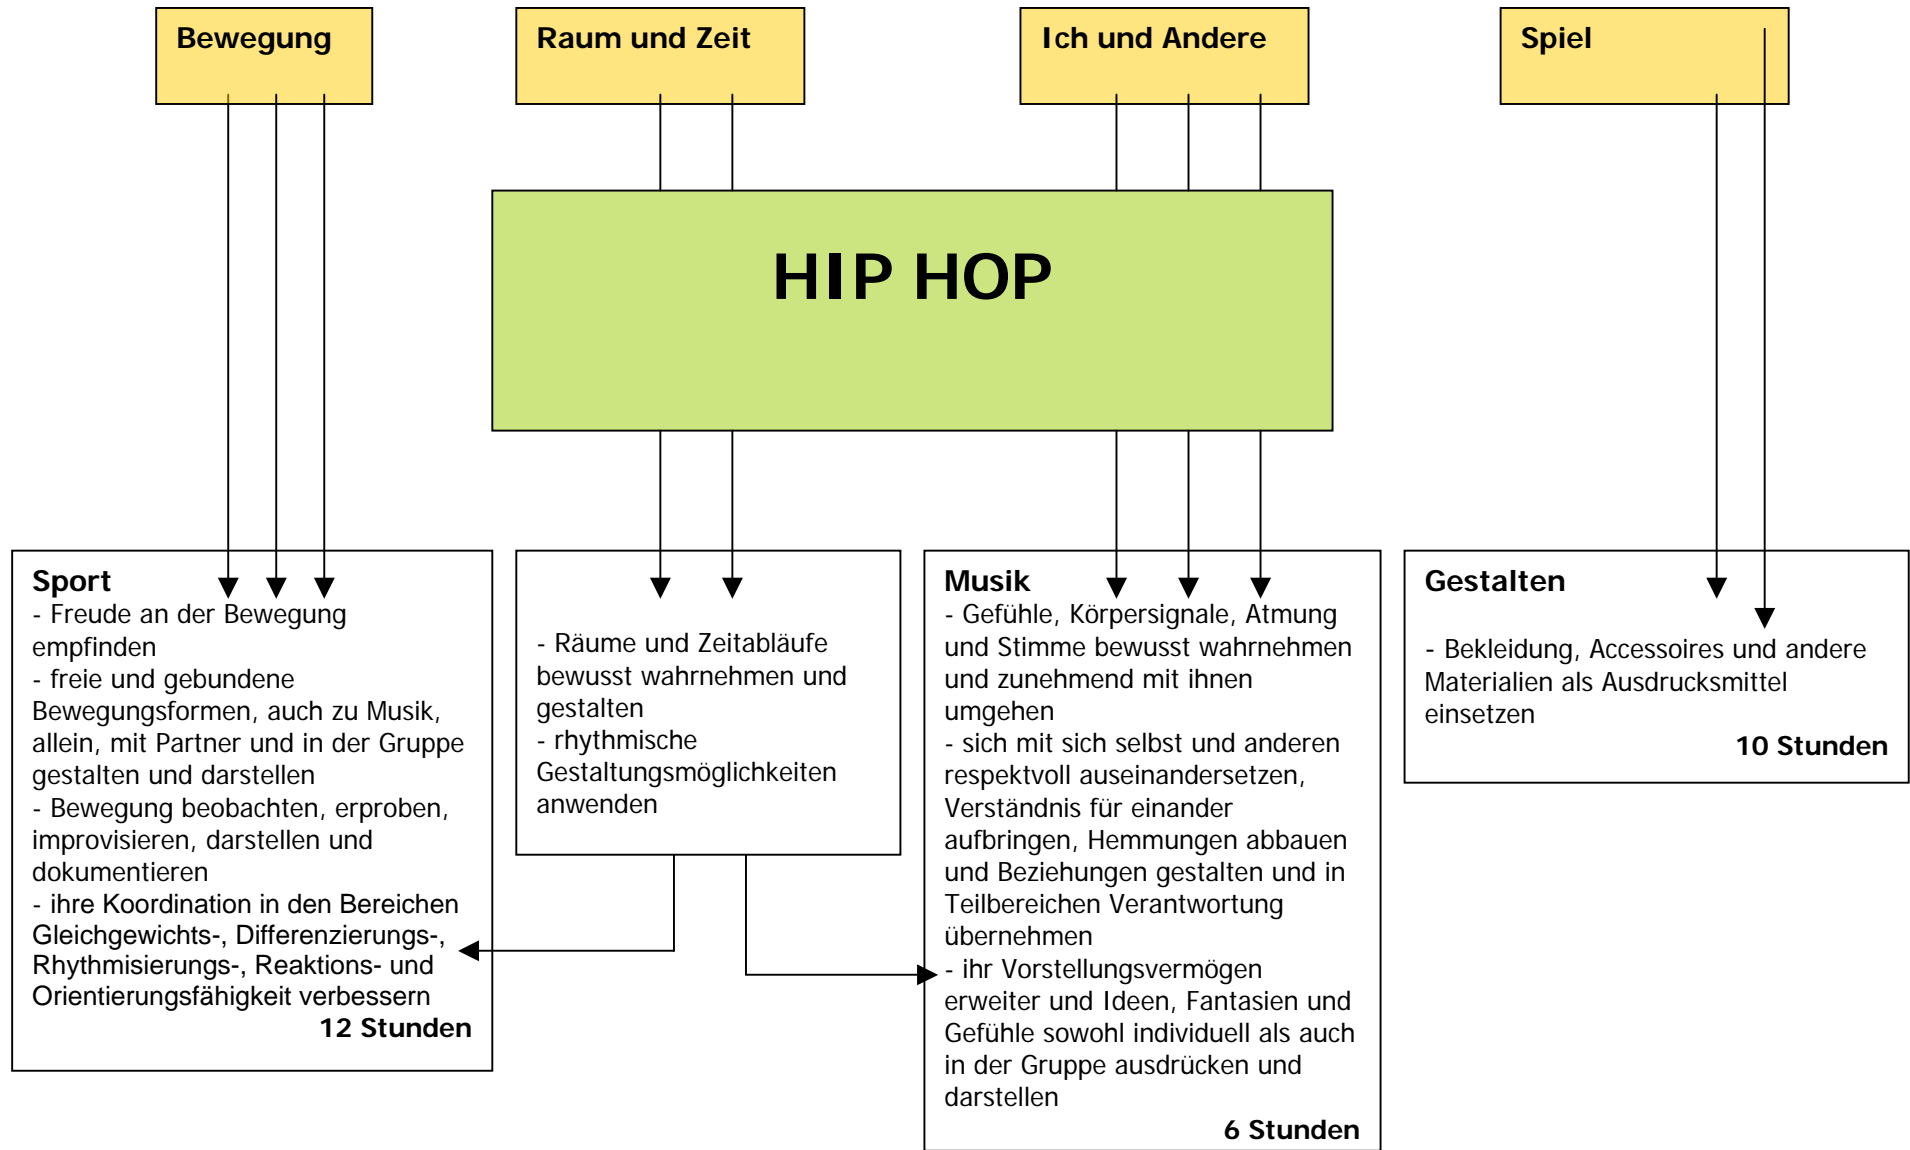 Bewegung
Raum und Zeit
Ich und Andere
Spiel
HIP HOP
Sport
- Freude an der Bewegung
empfinden
- freie und gebundene
Bewegungsformen, auch zu Musik,
allein, mit Partner und in der Gruppe
gestalten und darstellen
- Bewegung beobachten, erproben,
improvisieren, darstellen und
dokumentieren
- ihre Koordination in den Bereichen
Gleichgewichts-, Differenzierungs-,
Rhythmisierungs-, Reaktions- und
Orientierungsfähigkeit verbessern
12 Stunden
- Räume und Zeitabläufe
bewusst wahrnehmen und
gestalten
- rhythmische
Gestaltungsmöglichkeiten
anwenden
Musik
- Gefühle, Körpersignale, Atmung
und Stimme bewusst wahrnehmen
und zunehmend mit ihnen
umgehen
- sich mit sich selbst und anderen
respektvoll auseinandersetzen,
Verständnis für einander
aufbringen, Hemmungen abbauen
und Beziehungen gestalten und in
Teilbereichen Verantwortung
übernehmen
- ihr Vorstellungsvermögen
erweiter und Ideen, Fantasien und
Gefühle sowohl individuell als auch
in der Gruppe ausdrücken und
darstellen
6 Stunden
Gestalten
- Bekleidung, Accessoires und andere
Materialien als Ausdrucksmittel
einsetzen
10 Stunden